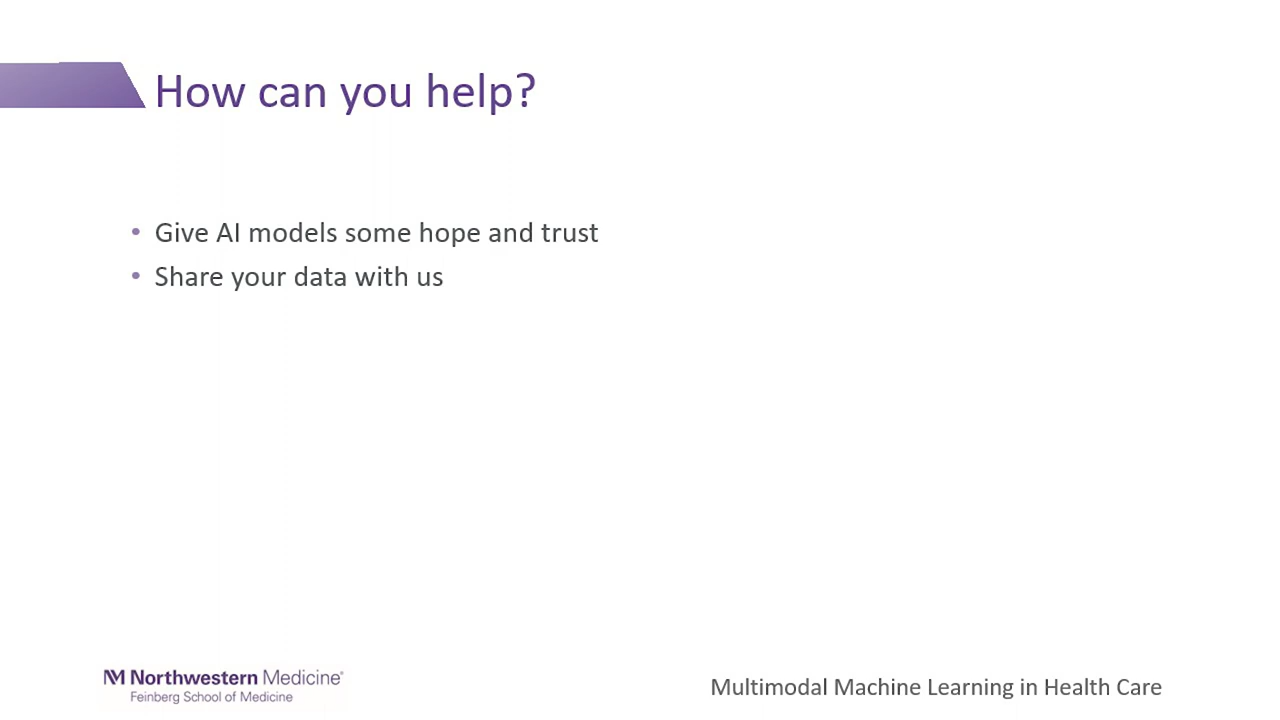 How can you help?
• Give AI models some hope and trust
• Share your data with us
NM Northwestern Medicine®
Feinberg School of Medicine
Multimodal Machine Learning in Health Care